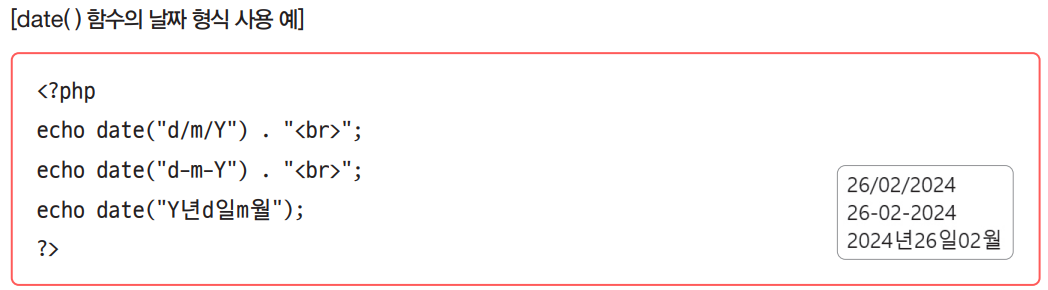 [date( ) 함수의 날짜 형식 사용 예]
<?php
echo date("d/m/Y") . "<br>";
echo date("d-m-Y") . "<br>";
echo date("Y년d일m월");
?>
26/02/2024
26-02-2024
2024년26일02월